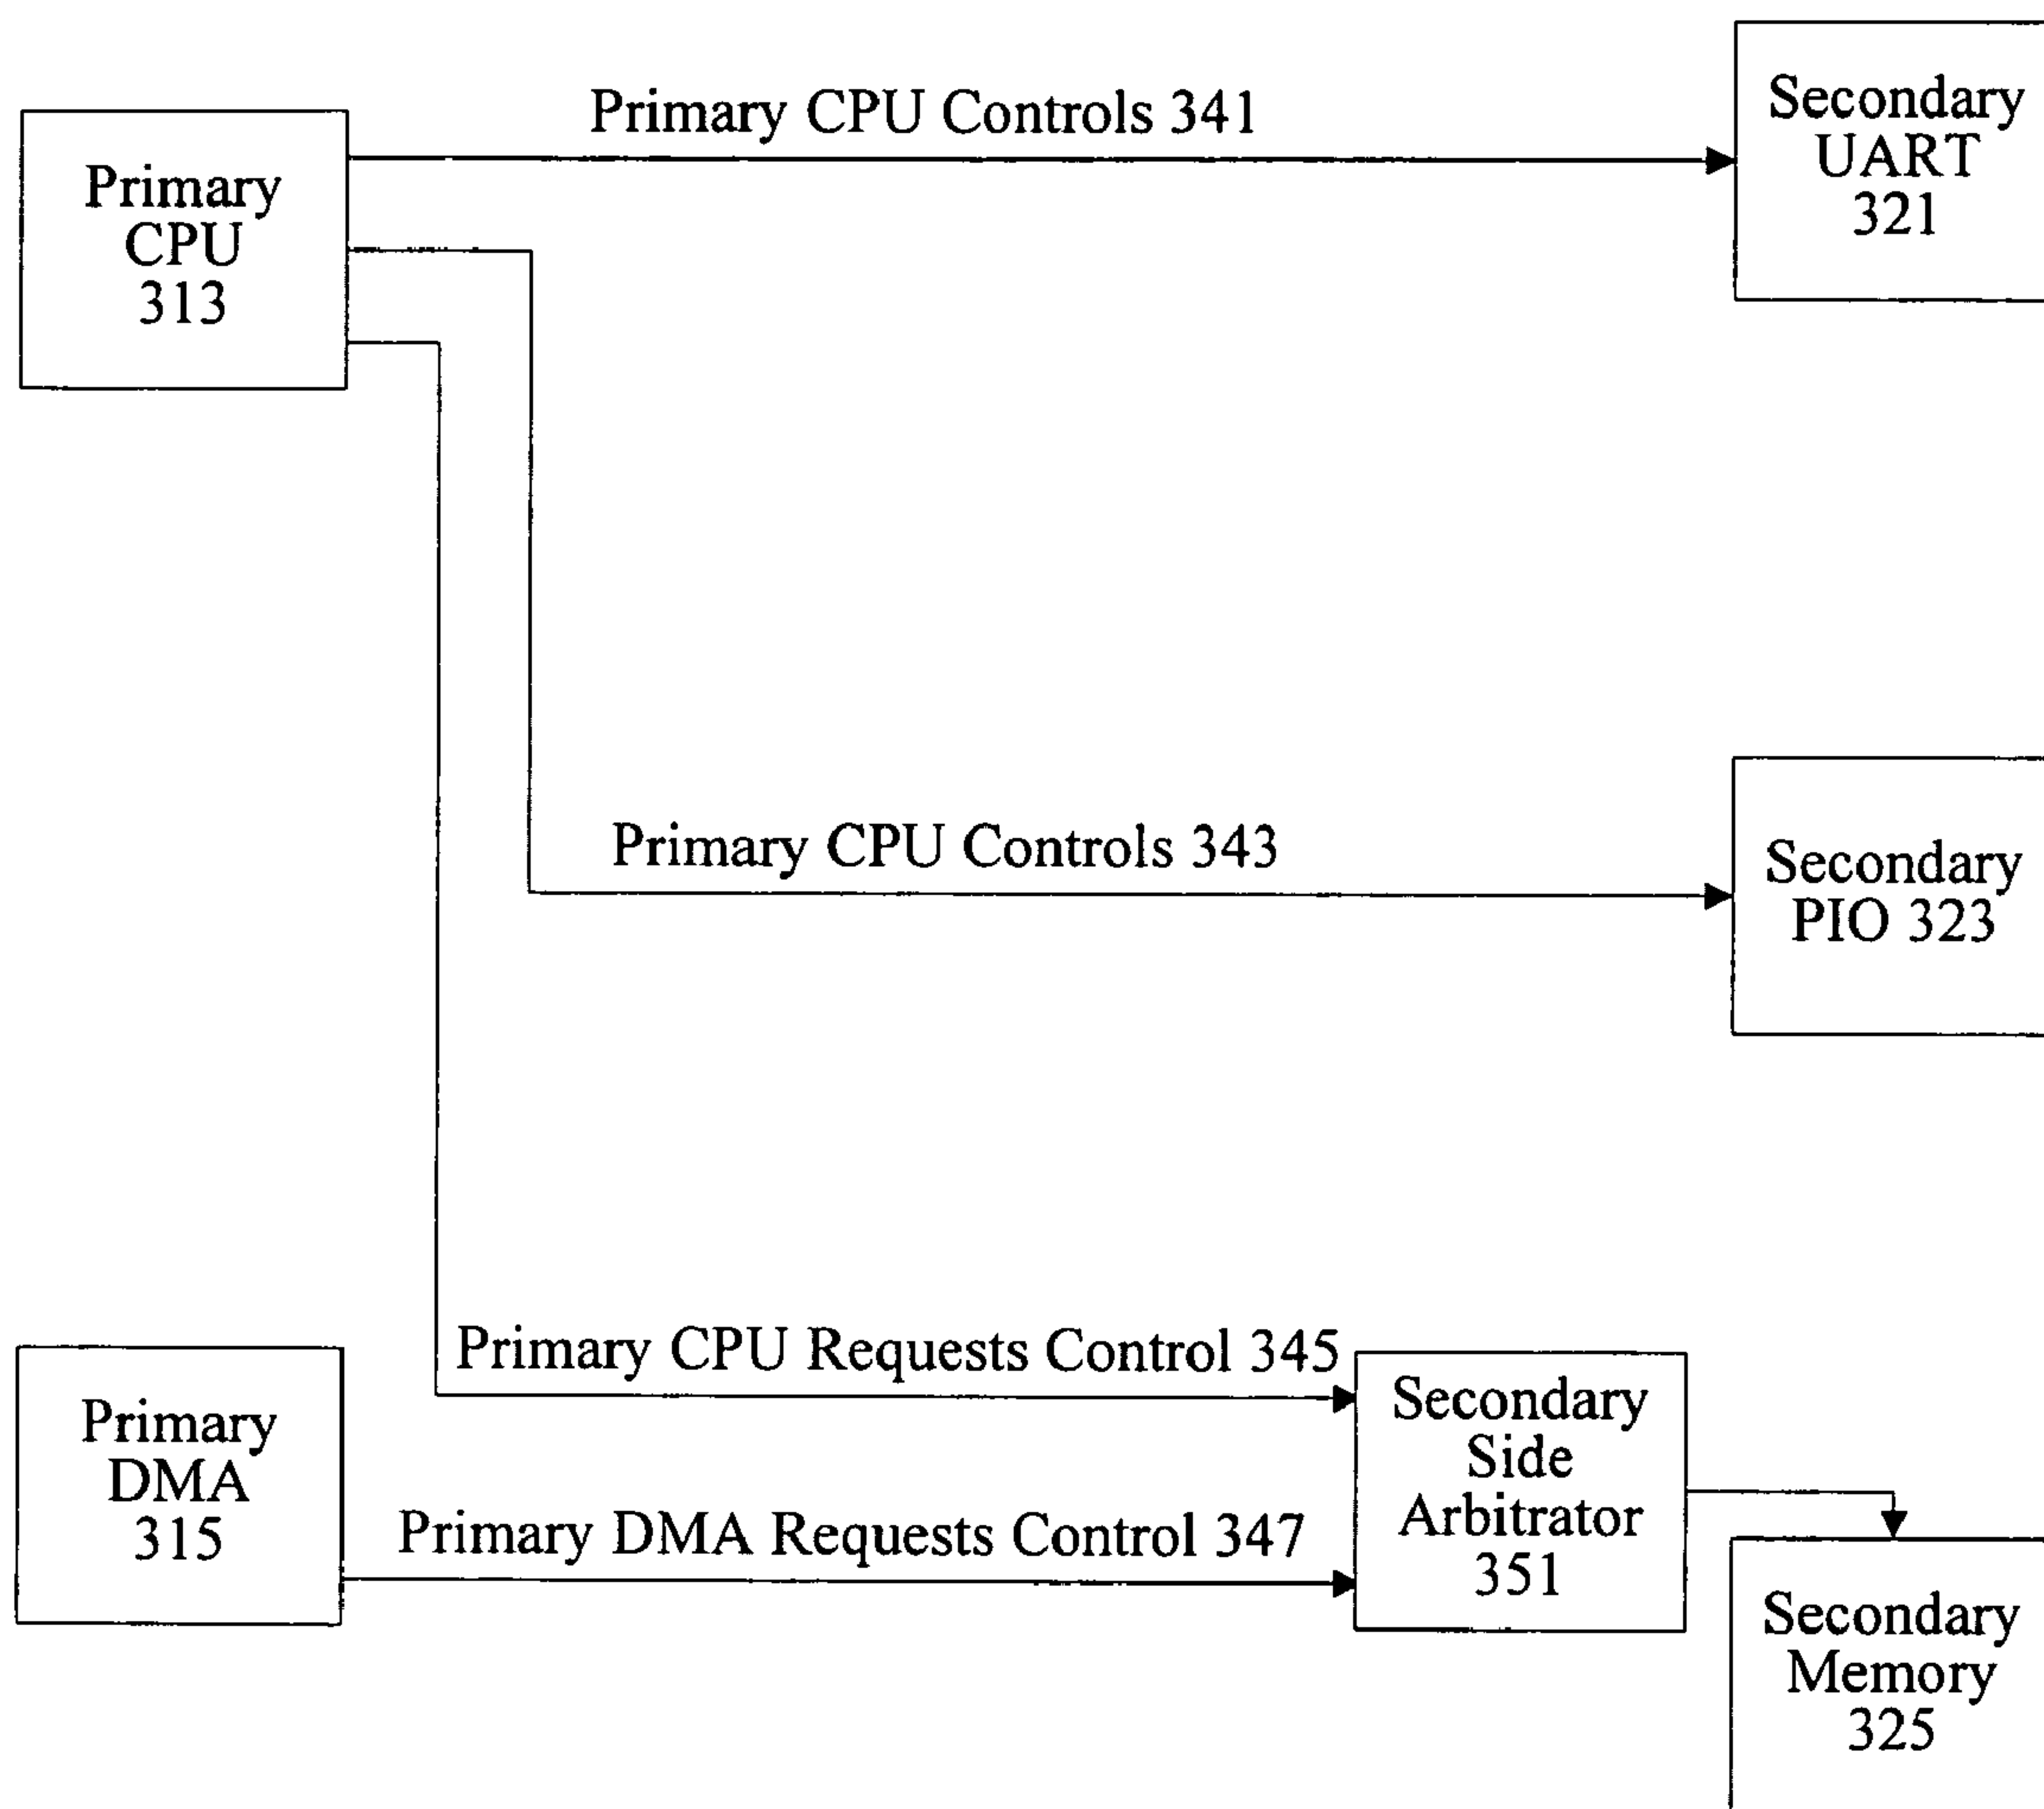 Primary CPU Controls 341
Secondary
UART
321
Primary
CPU
313
Primary CPU Controls 343
Secondary
PIO 323
Primary CPU Requests Control 345
Primary
DMA
315
Primary DMA Requests Control 347
Secondary
Side
Arbitrator
351
Secondary
Memory
325